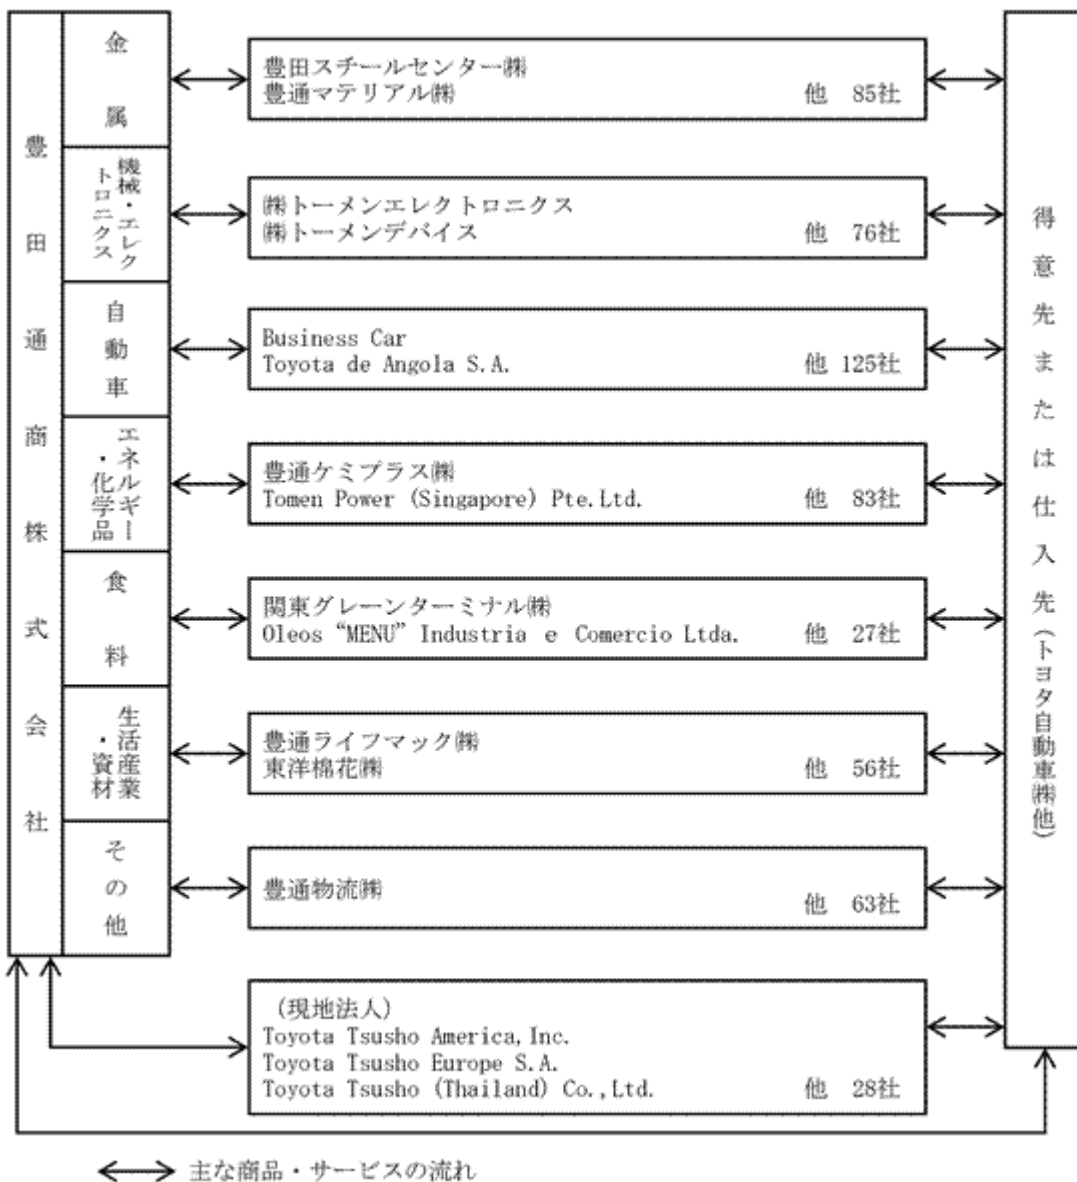 豊田通商株式会社
金属
豊田スチールセンター㈱
豊通マテリアル㈱ 他 85社
機械・エレク
トロニクス
㈱トーメンエレクトロニクス
㈱トーメンデバイス 他 76社
自動車
Business Car
Toyota de Angola S.A. 他 125社
エネルギー
・化学品
豊通ケミプラス㈱
Tomen Power (Singapore) Pte.Ltd. 他 83社
食料
関東グレーンターミナル㈱
Oleos “MENU” Industria e Comercio Ltda. 他 27社
生活産業
・資材
豊通ライフマック㈱
東洋棉花㈱ 他 56社
その他
豊通物流㈱
他 63社
(現地法人)
Toyota Tsusho America,Inc.
Toyota Tsusho Europe S.A.
Toyota Tsusho (Thailand) Co.,Ltd. 他 28社
得意先または仕入先(トヨタ自動車㈱他)
主な商品・サービスの流れ